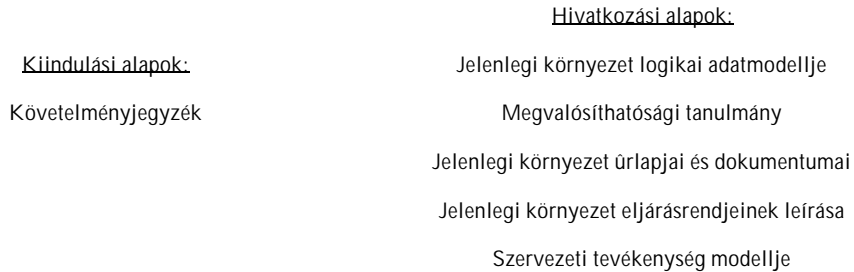 Hivatkozási alapok:
Kiindulási alapok:
Jelenlegi környezet logikai adatmodellje
Követelményjegyzék
Megvalósíthatósági tanulmány
Jelenlegi környezet ûrlapjai és dokumentumai
Jelenlegi környezet eljárásrendjeinek leírása
Szervezeti tevékenység modellje